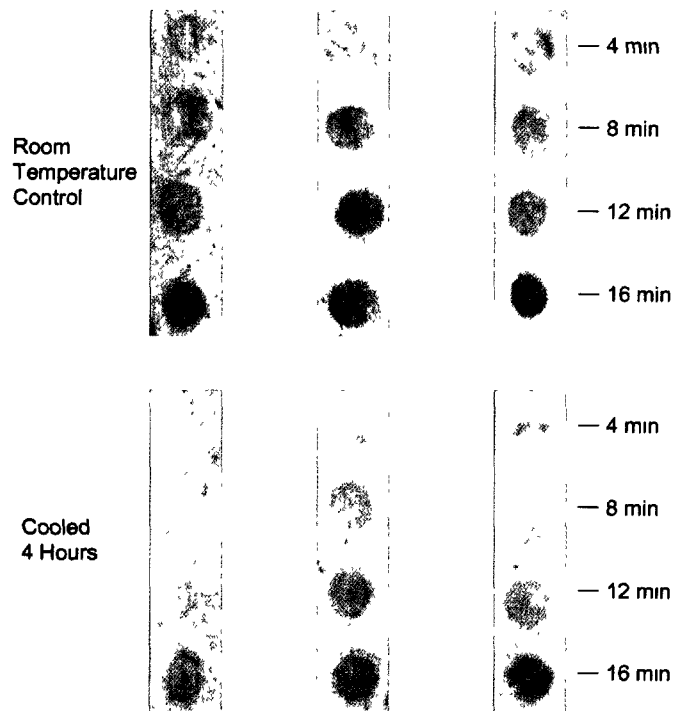 Room
Temperature
Control
— 4 min
— 8 min
— 12 min
— 16 min
Cooled
4 Hours
— 4 min
— 8 min
— 12 min
— 16 min